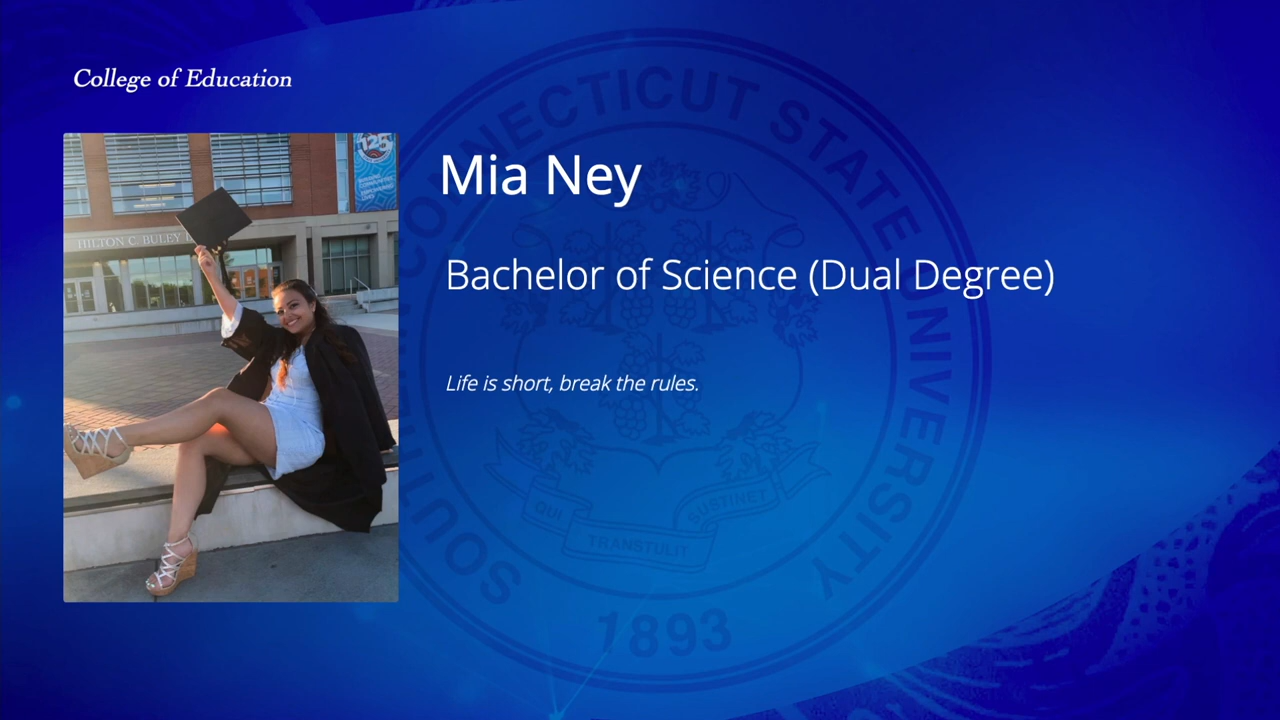 College of Education
Mia Ney
Bachelor of Science (Dual Degree)
Life is short, break the rules.
SOUTHERN CONNECTICUT STATE UNIVERSITY
1893
QUI
TRANSTULIT
SUSTINET
HILTON C. BULEY
125